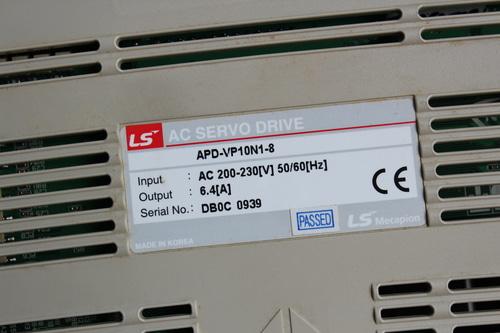 LS AC SERVO DRIVE
APD-VP10N1-8
Input : AC 200-230[V] 50/60[Hz]
Output : 6.4[A]
Serial No. : DB0C 0939
CE
PASSED
LS Mecapion
MADE IN KOREA